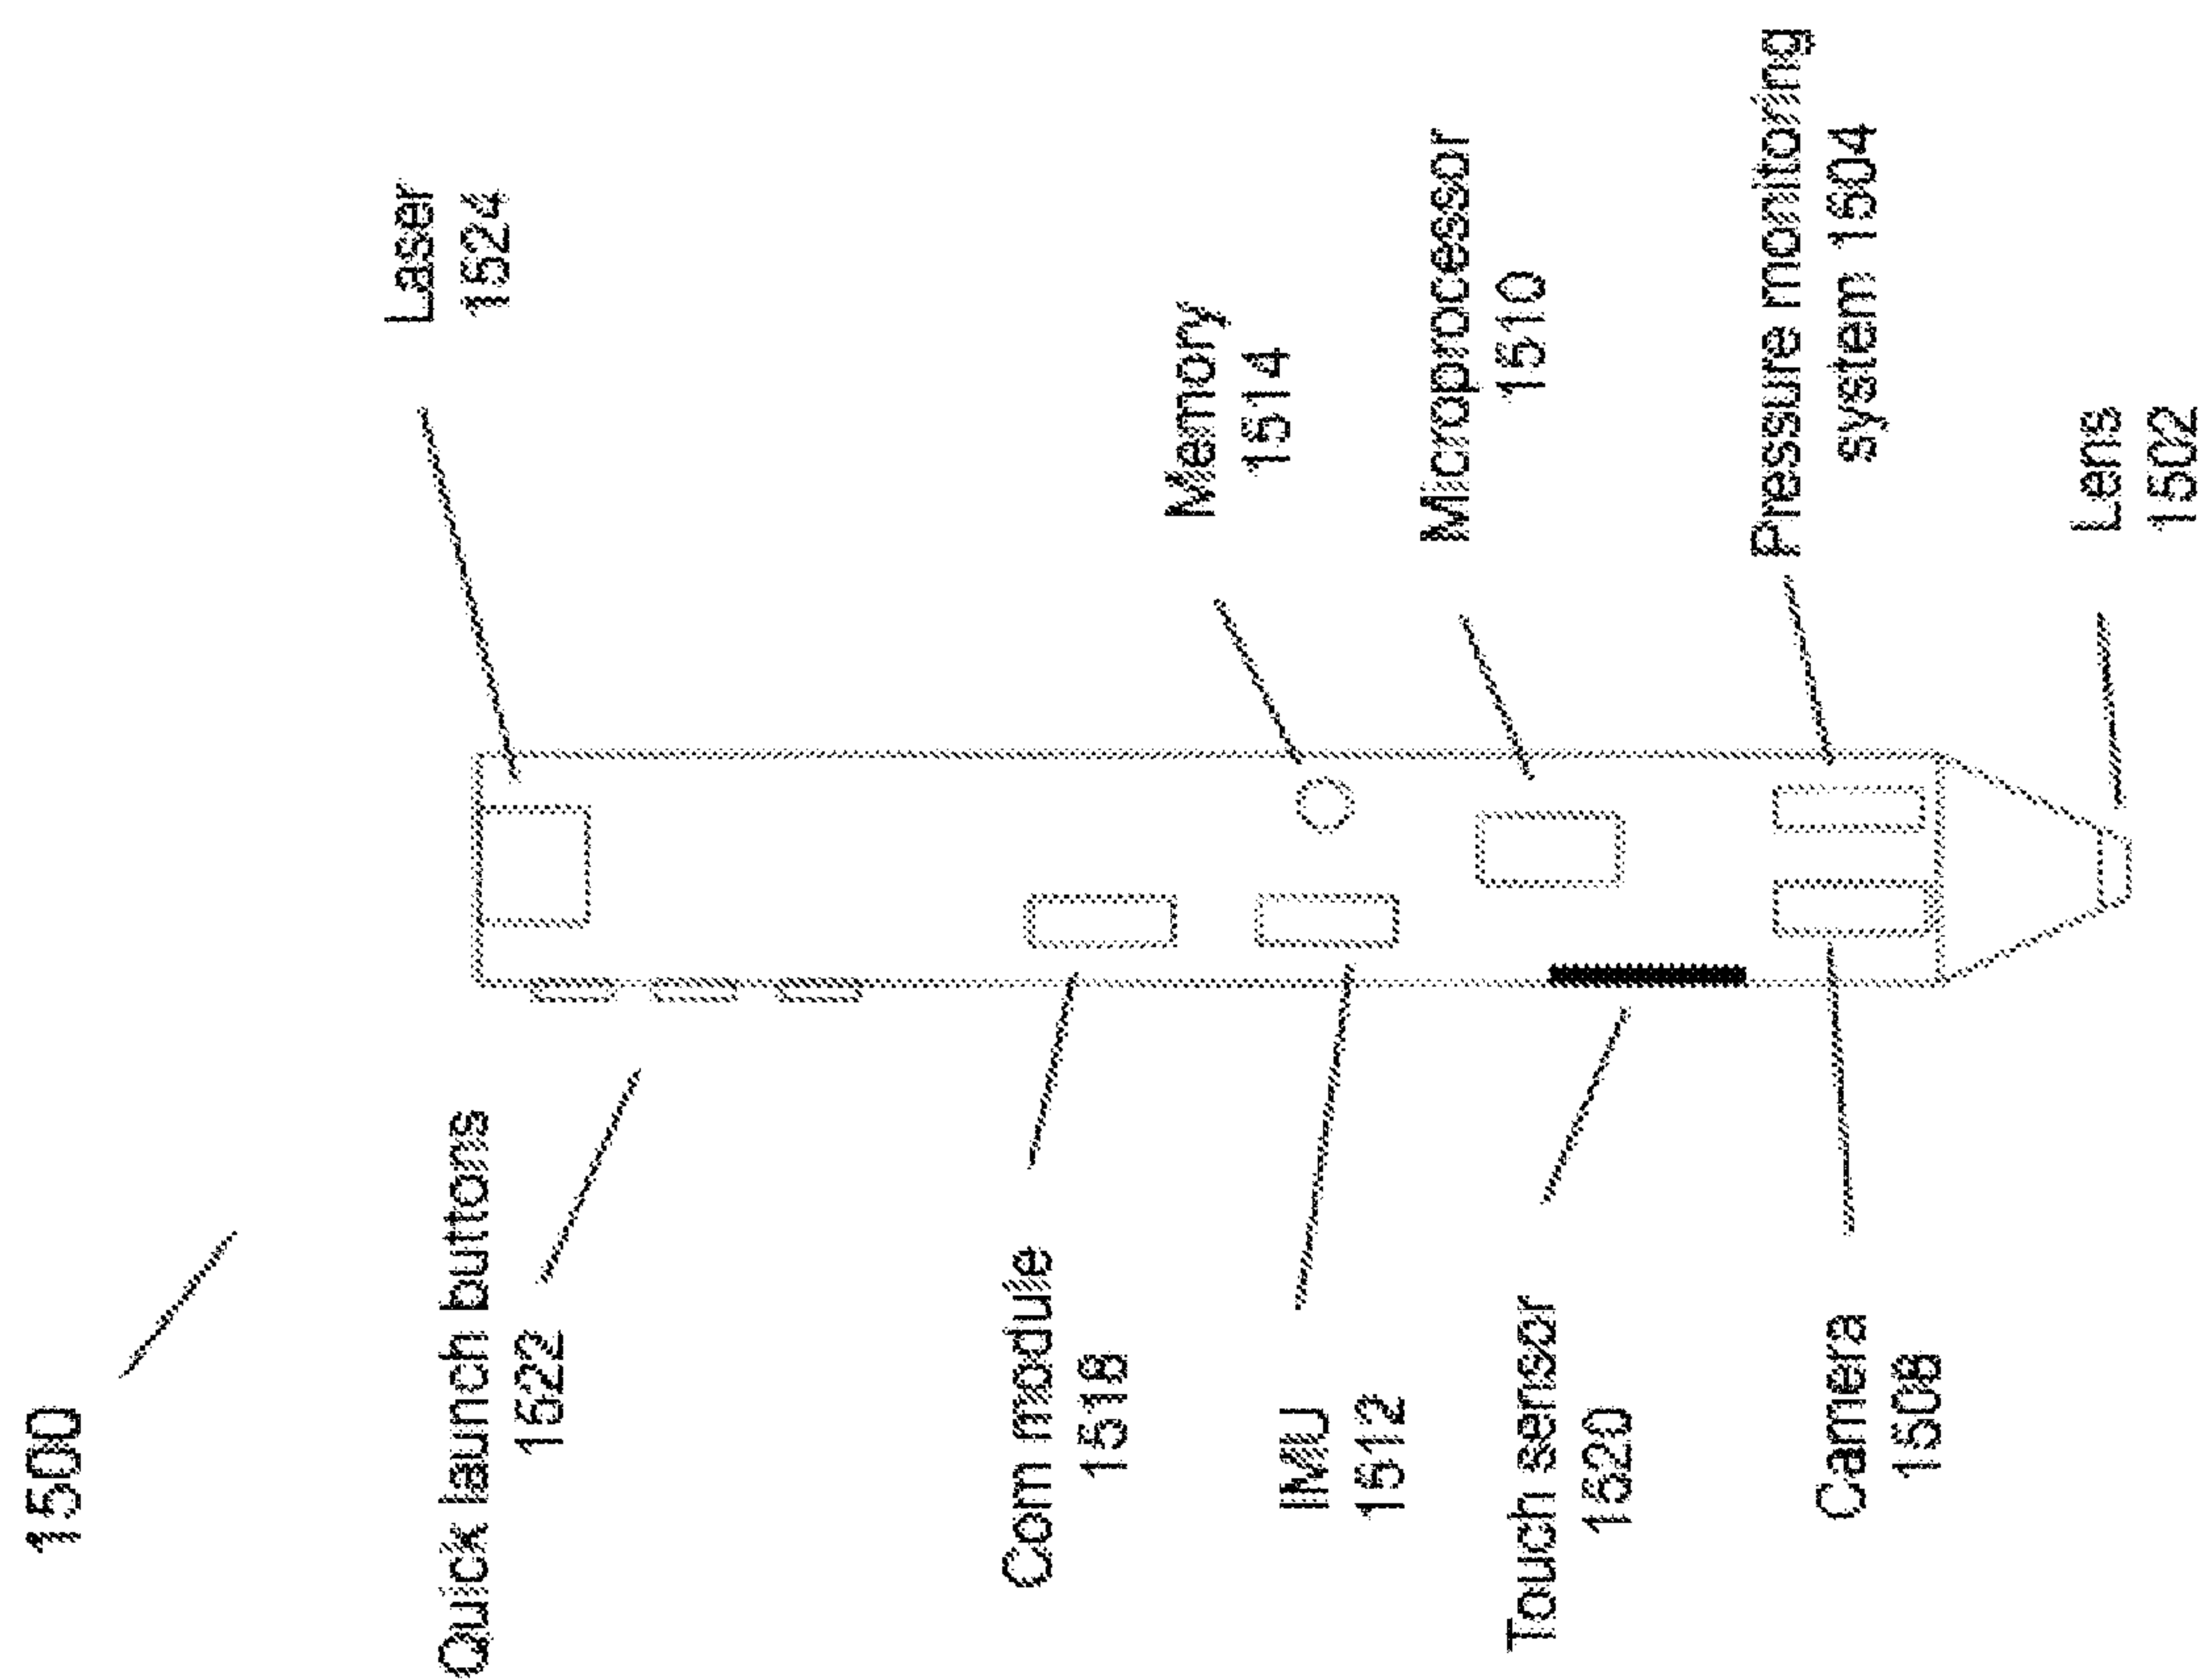 1500
Quick launch buttons
1522
Laser
1524
Com module
1518
Memory
1514
IMU
1512
Microprocessor
1510
Touch sensor
1520
Pressure monitoring
system 1504
Camera
1508
Lens
1502